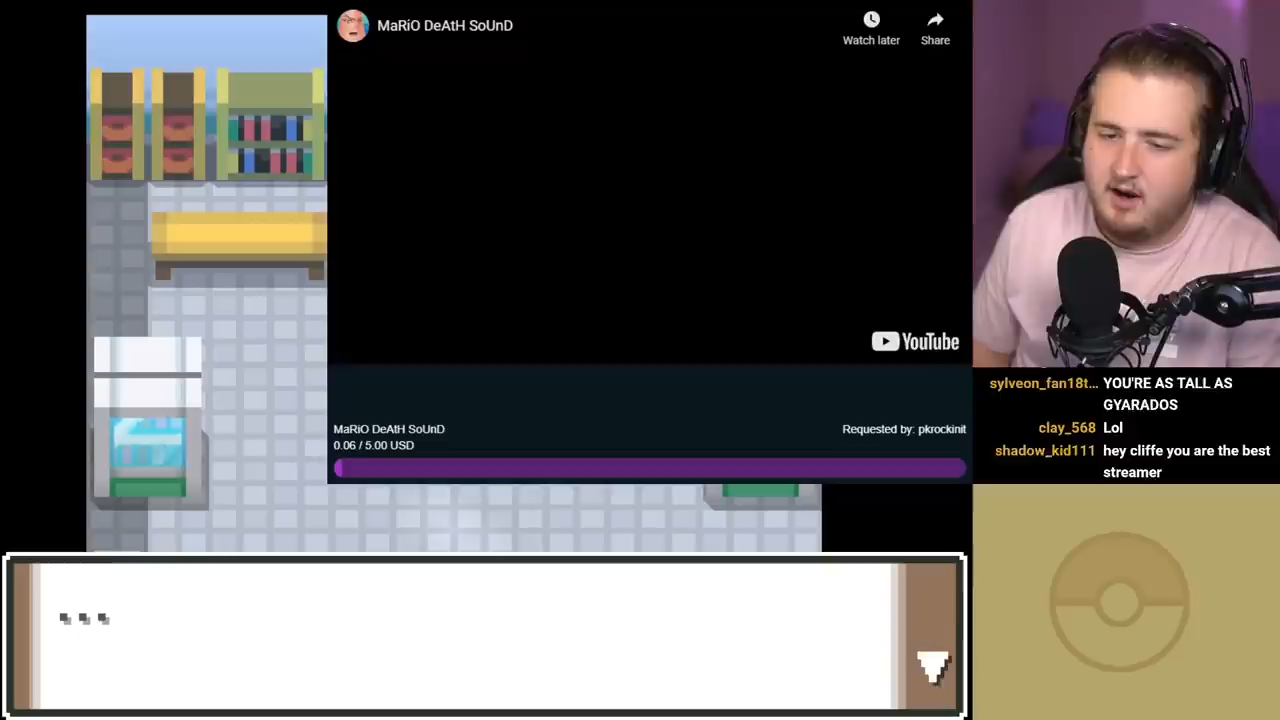 MaRiO DeAtH SoUnD
Watch later
Share
YouTube
MaRiO DeAtH SoUnD
0.06 / 5.00 USD
Requested by: pkrockinit
sylveon_fan18t... YOU'RE AS TALL AS
GYARADOS
clay_568 Lol
shadow_kid111 hey cliffe you are the best
streamer
...